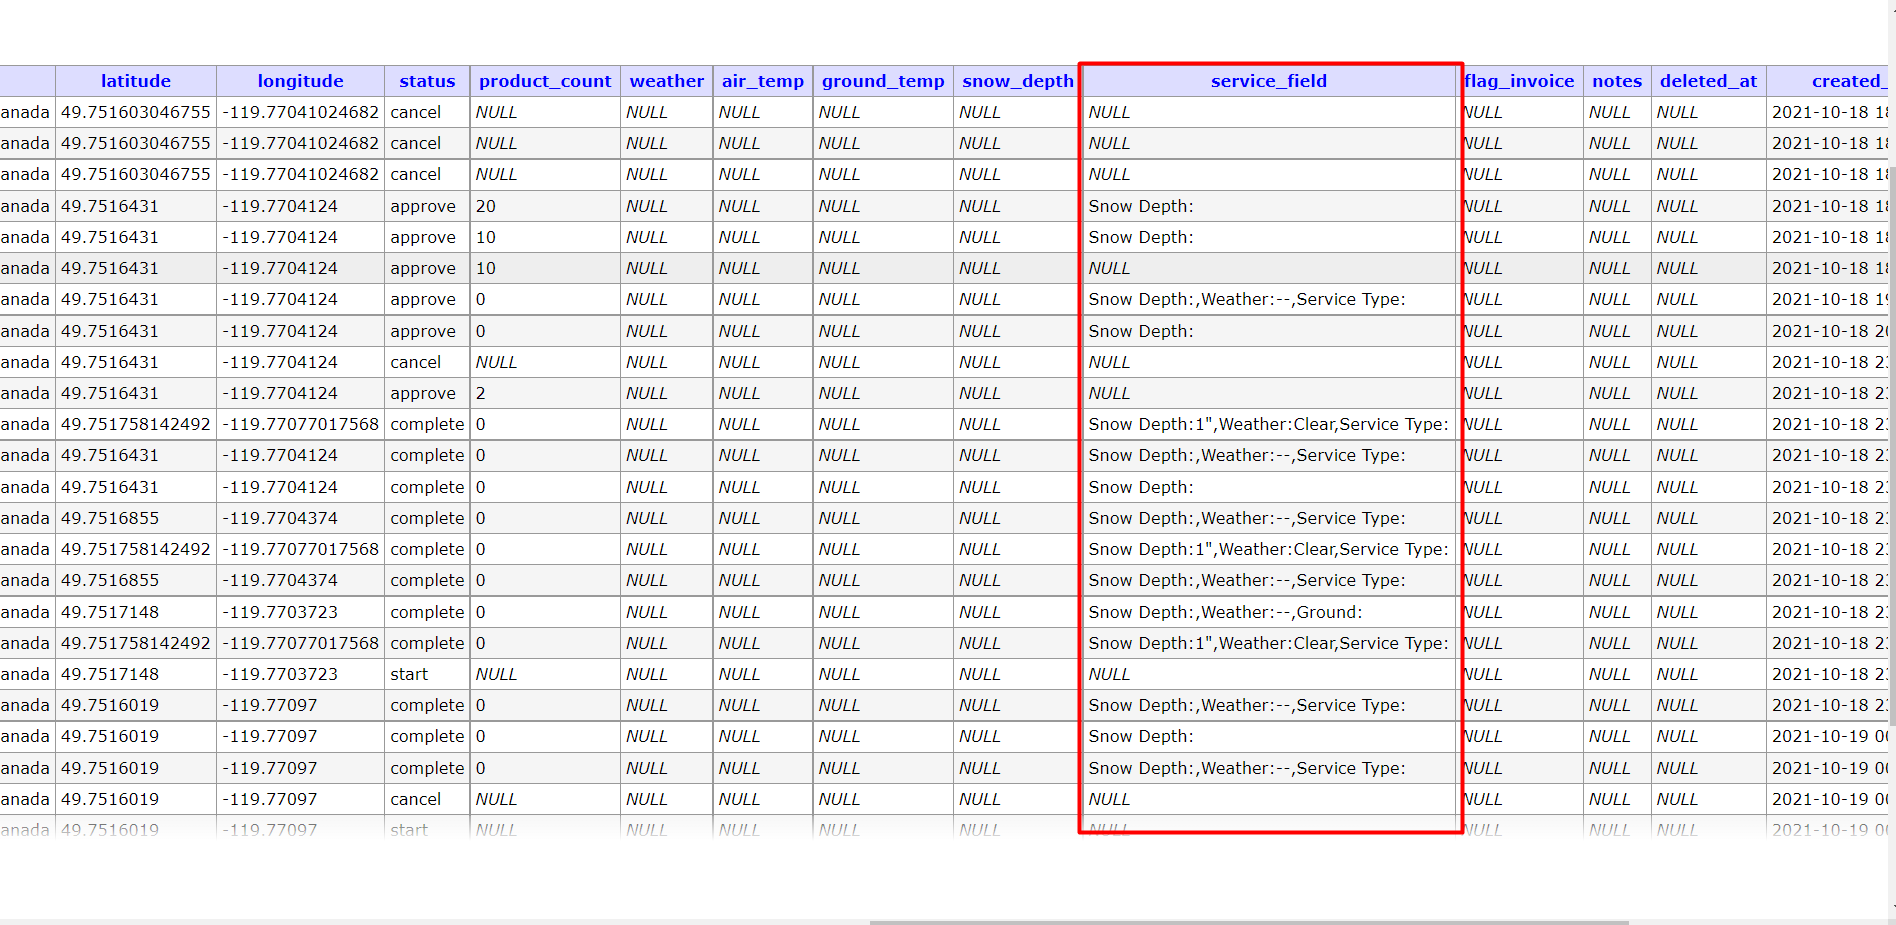 latitude longitude status product_count weather air_temp ground_temp snow_depth service_field flag_invoice notes deleted_at created_
anada 49.751603046755 -119.77041024682 cancel NULL NULL NULL NULL NULL NULL NULL NULL NULL 2021-10-18 18
anada 49.751603046755 -119.77041024682 cancel NULL NULL NULL NULL NULL NULL NULL NULL NULL 2021-10-18 18
anada 49.751603046755 -119.77041024682 cancel NULL NULL NULL NULL NULL NULL NULL NULL NULL 2021-10-18 18
anada 49.7516431 -119.7704124 approve 20 NULL NULL NULL NULL Snow Depth: NULL NULL NULL 2021-10-18 18
anada 49.7516431 -119.7704124 approve 10 NULL NULL NULL NULL Snow Depth: NULL NULL NULL 2021-10-18 18
anada 49.7516431 -119.7704124 approve 10 NULL NULL NULL NULL NULL NULL NULL NULL 2021-10-18 18
anada 49.7516431 -119.7704124 approve 0 NULL NULL NULL NULL Snow Depth:,Weather:--,Service Type: NULL NULL NULL 2021-10-18 19
anada 49.7516431 -119.7704124 approve 0 NULL NULL NULL NULL Snow Depth: NULL NULL NULL 2021-10-18 20
anada 49.7516431 -119.7704124 cancel NULL NULL NULL NULL NULL NULL NULL NULL NULL 2021-10-18 23
anada 49.7516431 -119.7704124 approve 2 NULL NULL NULL NULL NULL NULL NULL NULL 2021-10-18 23
anada 49.751758142492 -119.77077017568 complete 0 NULL NULL NULL NULL Snow Depth:1",Weather:Clear,Service Type: NULL NULL NULL 2021-10-18 23
anada 49.7516431 -119.7704124 complete 0 NULL NULL NULL NULL Snow Depth:,Weather:--,Service Type: NULL NULL NULL 2021-10-18 23
anada 49.7516431 -119.7704124 complete 0 NULL NULL NULL NULL Snow Depth: NULL NULL NULL 2021-10-18 23
anada 49.7516855 -119.7704374 complete 0 NULL NULL NULL NULL Snow Depth:,Weather:--,Service Type: NULL NULL NULL 2021-10-18 23
anada 49.751758142492 -119.77077017568 complete 0 NULL NULL NULL NULL Snow Depth:1",Weather:Clear,Service Type: NULL NULL NULL 2021-10-18 23
anada 49.7516855 -119.7704374 complete 0 NULL NULL NULL NULL Snow Depth:,Weather:--,Service Type: NULL NULL NULL 2021-10-18 23
anada 49.7517148 -119.7703723 complete 0 NULL NULL NULL NULL Snow Depth:,Weather:--,Ground: NULL NULL NULL 2021-10-18 23
anada 49.751758142492 -119.77077017568 complete 0 NULL NULL NULL NULL Snow Depth:1",Weather:Clear,Service Type: NULL NULL NULL 2021-10-18 23
anada 49.7517148 -119.7703723 start NULL NULL NULL NULL NULL NULL NULL NULL NULL 2021-10-18 23
anada 49.7516019 -119.77097 complete 0 NULL NULL NULL NULL Snow Depth:,Weather:--,Service Type: NULL NULL NULL 2021-10-18 23
anada 49.7516019 -119.77097 complete 0 NULL NULL NULL NULL Snow Depth: NULL NULL NULL 2021-10-19 00
anada 49.7516019 -119.77097 complete 0 NULL NULL NULL NULL Snow Depth:,Weather:--,Service Type: NULL NULL NULL 2021-10-19 00
anada 49.7516019 -119.77097 cancel NULL NULL NULL NULL NULL NULL NULL NULL NULL 2021-10-19 00
anada 49.7516019 -119.77097 start NULL NULL NULL NULL NULL NULL NULL NULL NULL 2021-10-19 00